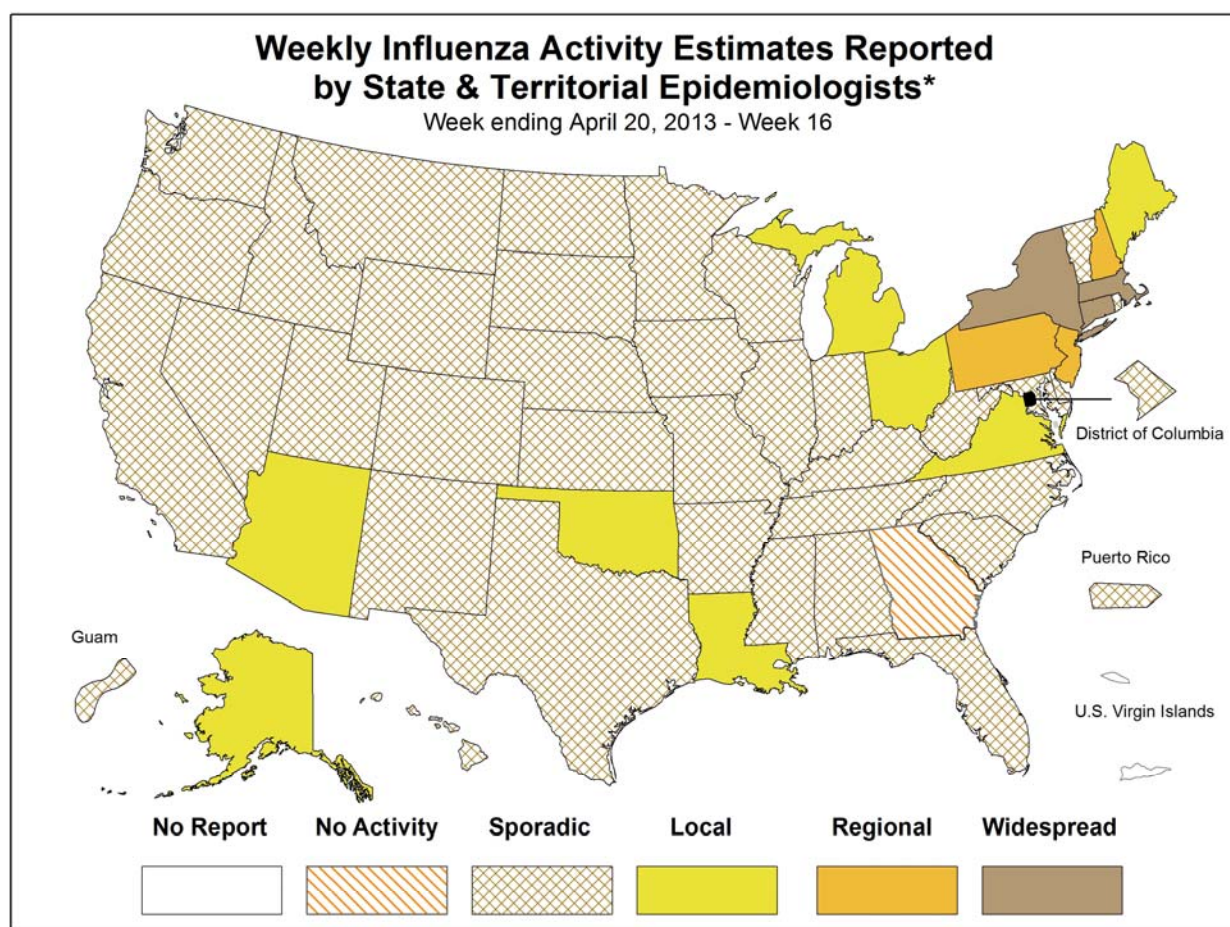 Weekly Influenza Activity Estimates Reported
by State & Territorial Epidemiologists*
Week ending April 20, 2013 - Week 16
District of Columbia
Puerto Rico
Guam
U.S. Virgin Islands
No Report
No Activity
Sporadic
Local
Regional
Widespread